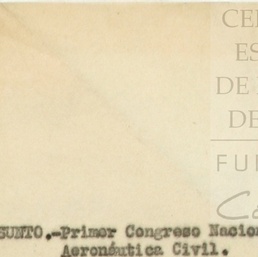 CE
ES
DE
DE
FU
SUNTO.-Primer Congreso Nacion
Aeronáutica Civil.